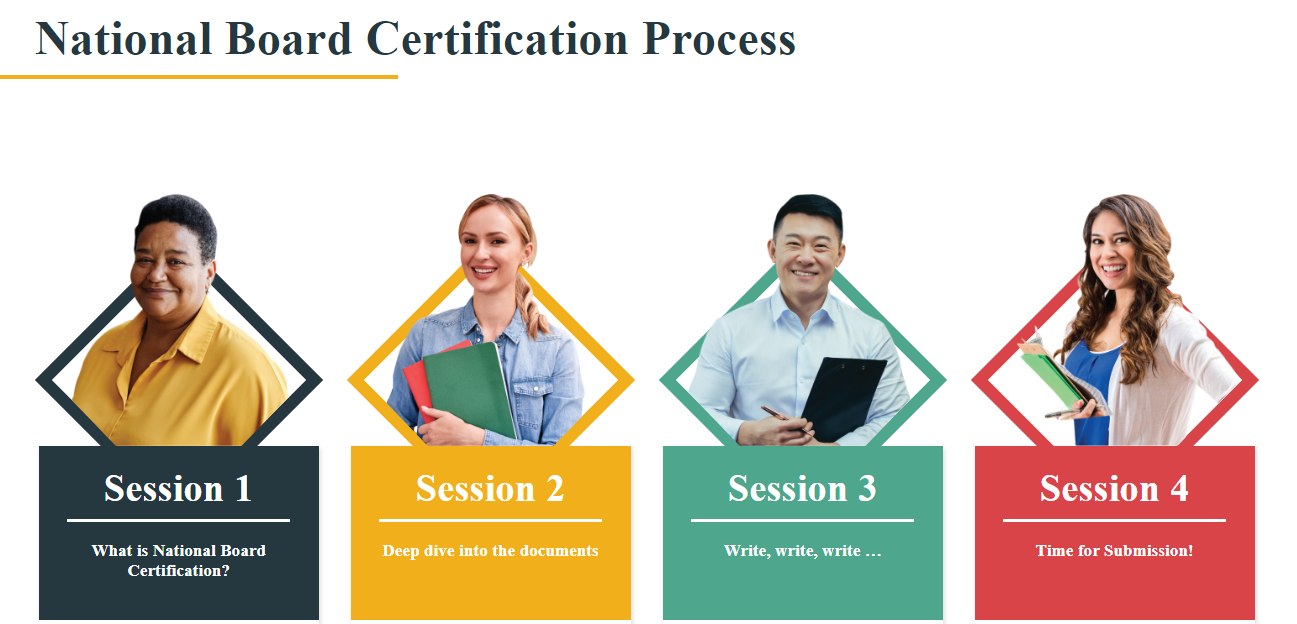 National Board Certification Process
Session 1
What is National Board
Certification?
Session 2
Deep dive into the documents
Session 3
Write, write, write …
Session 4
Time for Submission!